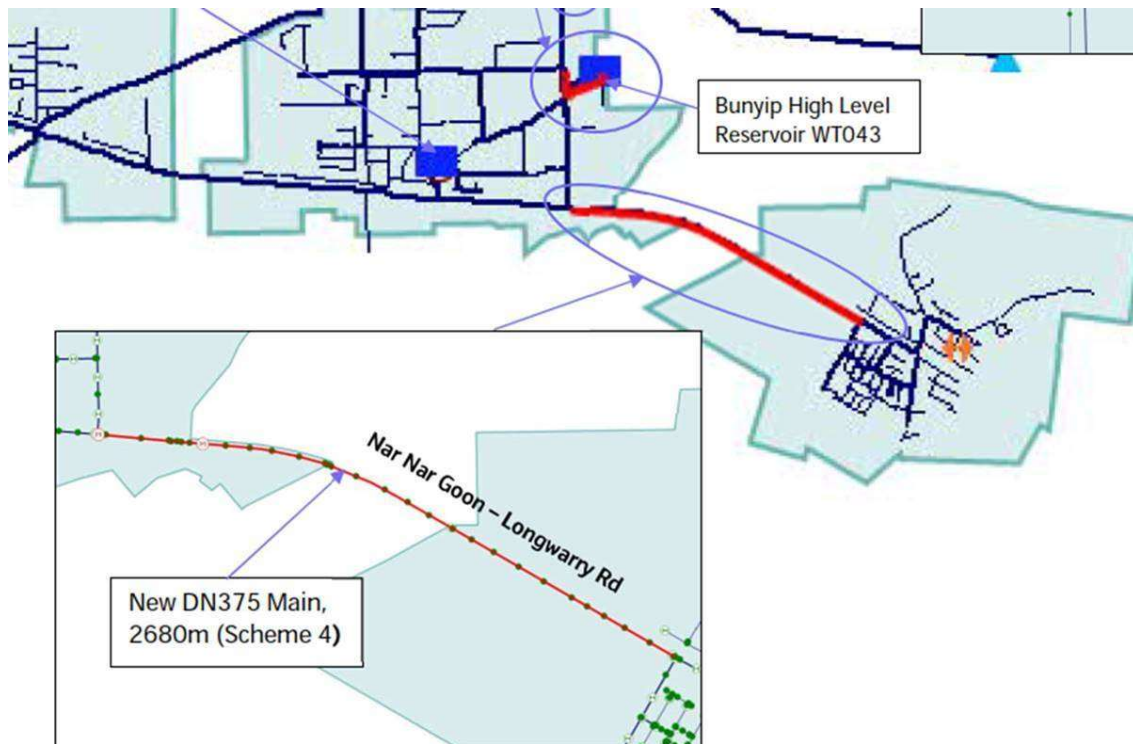 Bunyip High Level
Reservoir WT043
Nar Nar Goon – Longwarry Rd
New DN375 Main,
2680m (Scheme 4)